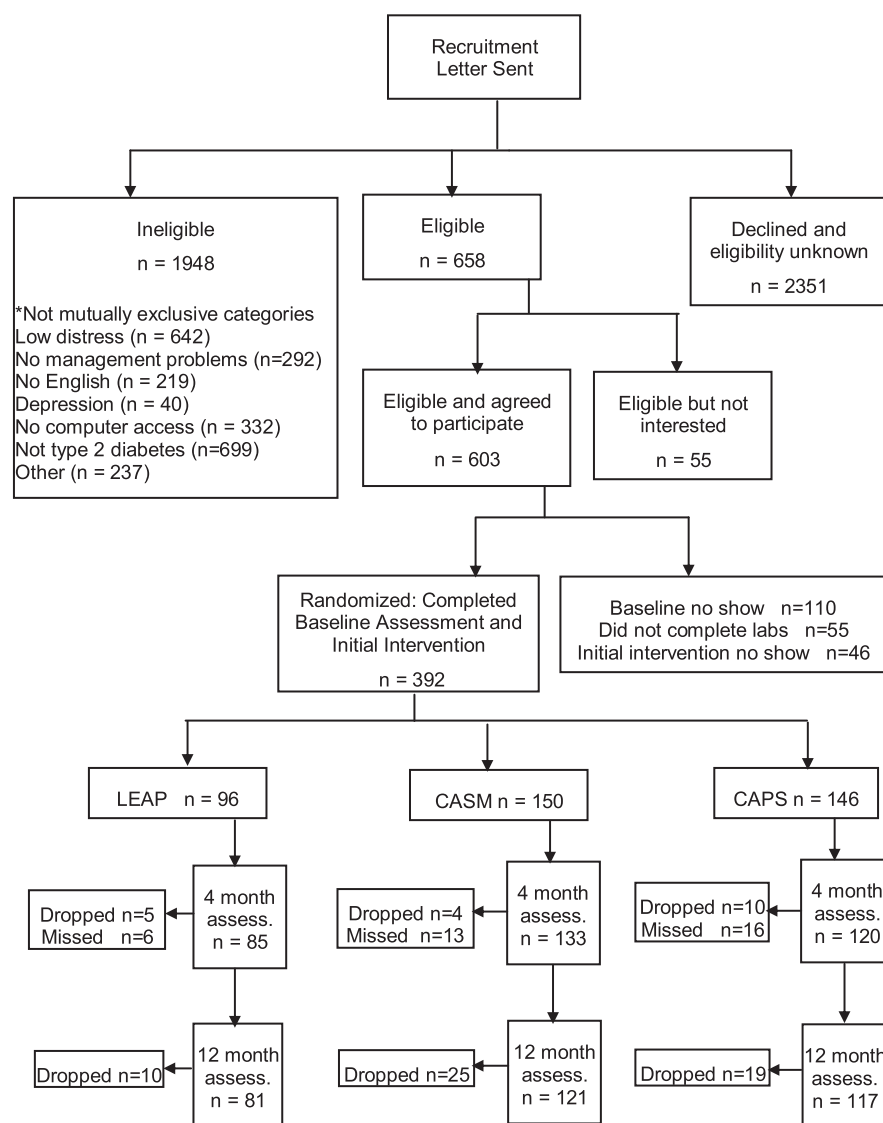 Recruitment
Letter Sent
Ineligible
n = 1948
*Not mutually exclusive categories
Low distress (n = 642)
No management problems (n=292)
No English (n = 219)
Depression (n = 40)
No computer access (n = 332)
Not type 2 diabetes (n=699)
Other (n = 237)
Eligible
n = 658
Declined and
eligibility unknown
n = 2351
Eligible and agreed
to participate
n = 603
Eligible but not
interested
n = 55
Randomized: Completed
Baseline Assessment and
Initial Intervention
n = 392
Baseline no show n=110
Did not complete labs n=55
Initial intervention no show n=46
LEAP n = 96
CASM n = 150
CAPS n = 146
4 month
assess.
n = 85
Dropped n=5
Missed n=6
4 month
assess.
n = 133
Dropped n=4
Missed n=13
4 month
assess.
n = 120
Dropped n=10
Missed n=16
12 month
assess.
n = 81
Dropped n=10
12 month
assess.
n = 121
Dropped n=25
12 month
assess.
n = 117
Dropped n=19